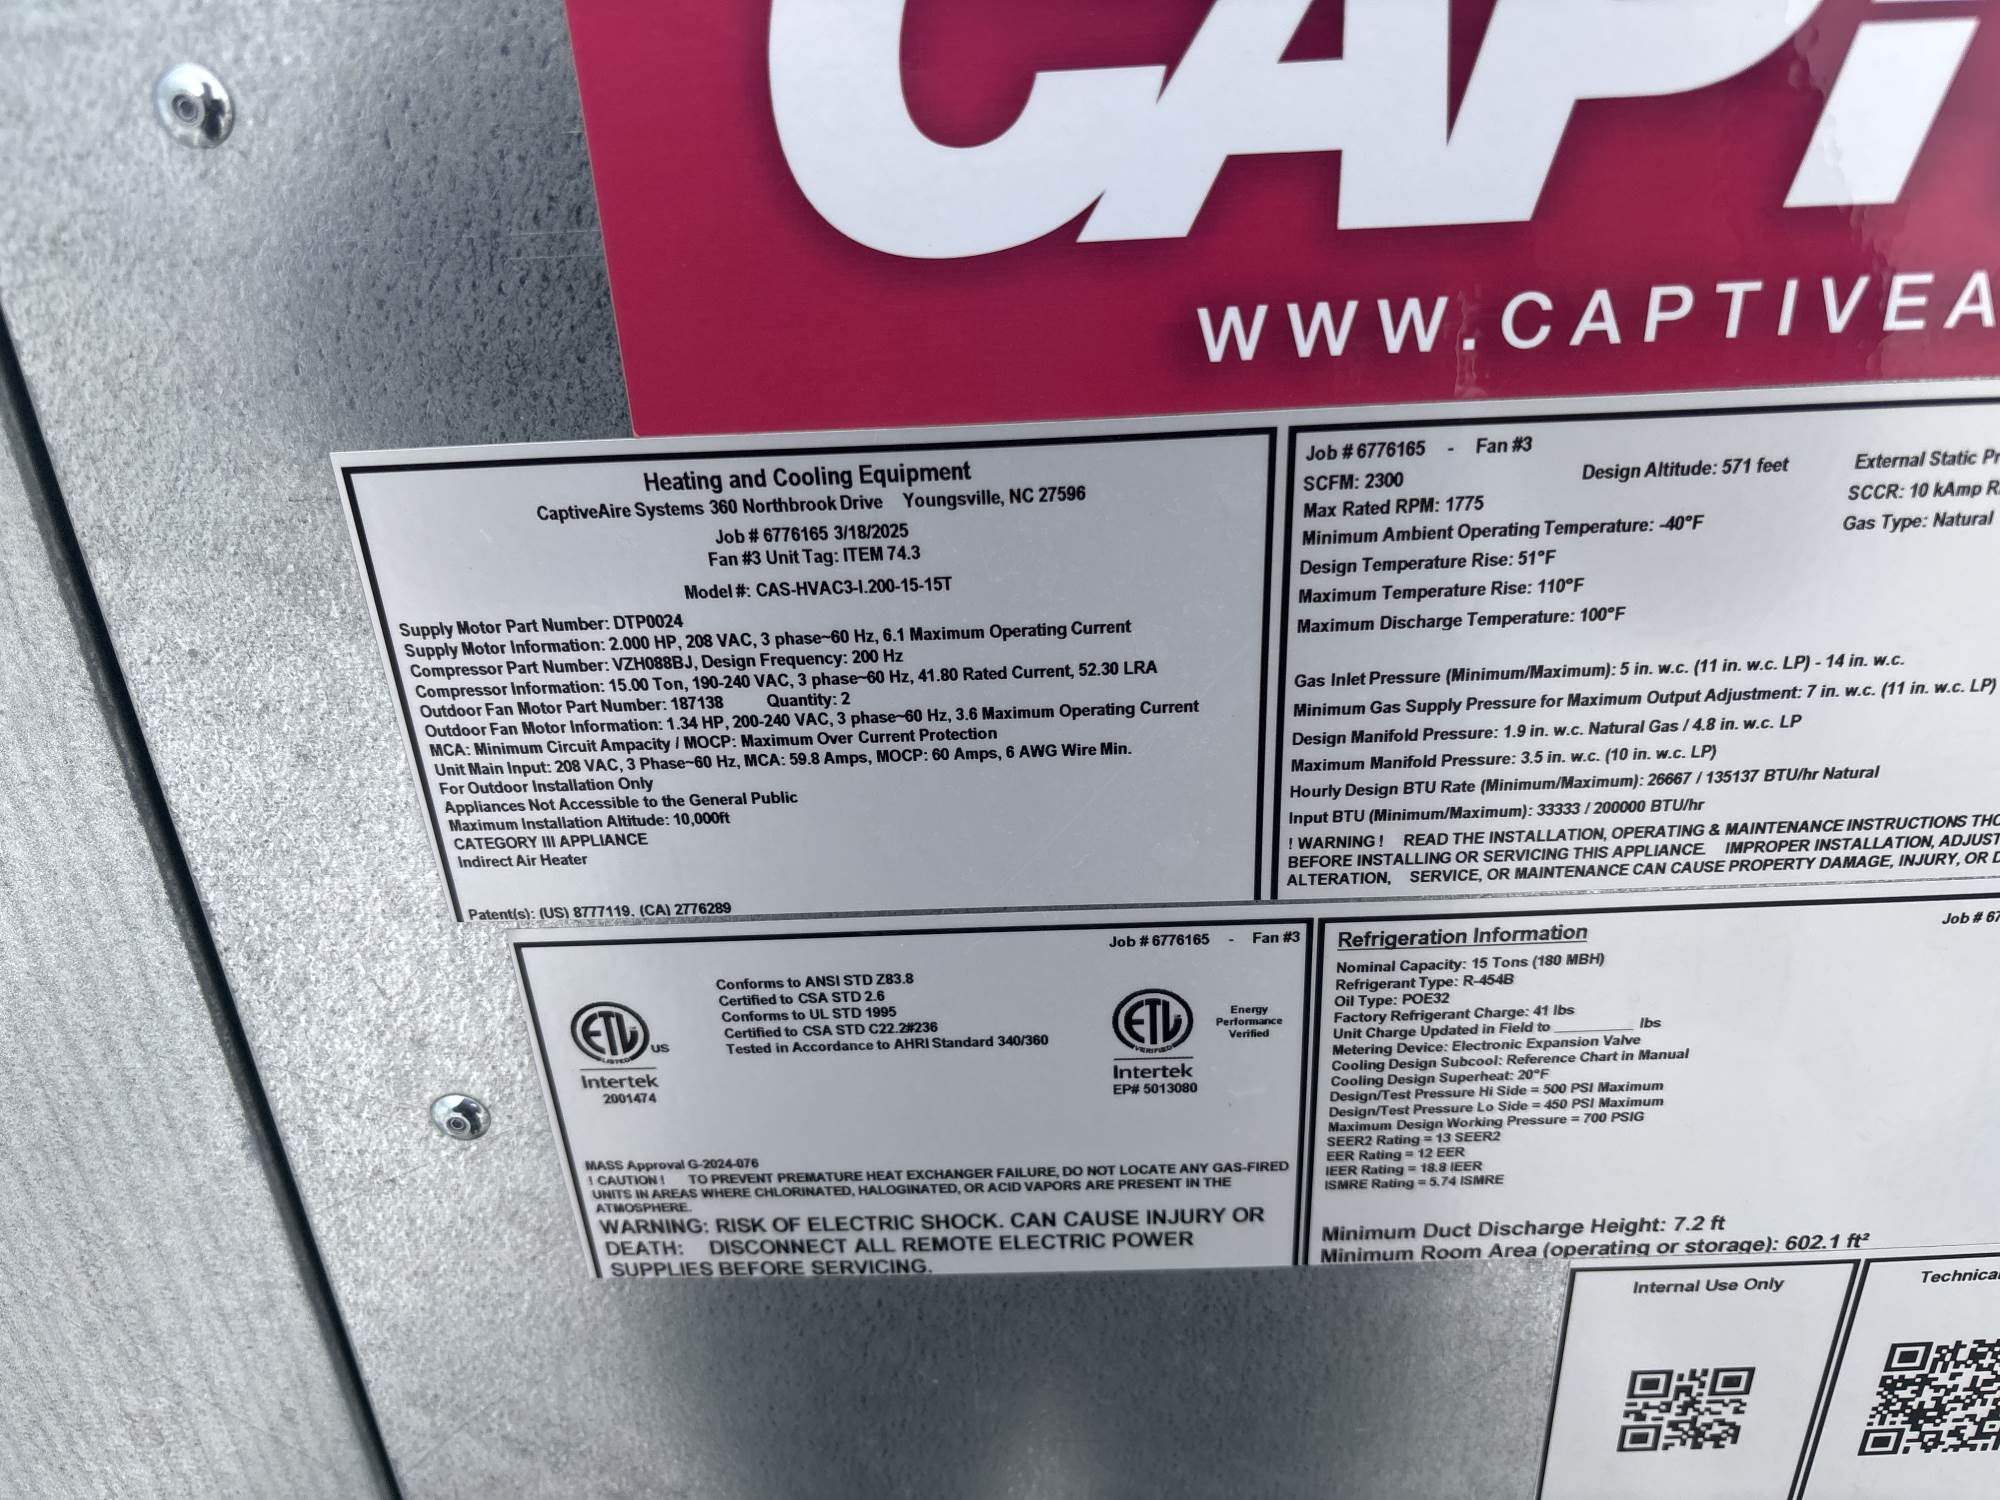 CAPTI
WWW.CAPTIVEA
Heating and Cooling Equipment
CaptiveAire Systems 360 Northbrook Drive Youngsville, NC 27596
Job # 6776165 3/18/2025
Fan #3 Unit Tag: ITEM 74.3
Model #: CAS-HVAC3-I.200-15-15T
Supply Motor Part Number: DTP0024
Supply Motor Information: 2.000 HP, 208 VAC, 3 phase~60 Hz, 6.1 Maximum Operating Current
Compressor Part Number: VZH088BJ, Design Frequency: 200 Hz
Compressor Information: 15.00 Ton, 190-240 VAC, 3 phase~60 Hz, 41.80 Rated Current, 52.30 LRA
Outdoor Fan Motor Part Number: 187138 Quantity: 2
Outdoor Fan Motor Information: 1.34 HP, 200-240 VAC, 3 phase~60 Hz, 3.6 Maximum Operating Current
MCA: Minimum Circuit Ampacity / MOCP: Maximum Over Current Protection
Unit Main Input: 208 VAC, 3 Phase~60 Hz, MCA: 59.8 Amps, MOCP: 60 Amps, 6 AWG Wire Min.
For Outdoor Installation Only
Appliances Not Accessible to the General Public
Maximum Installation Altitude: 10,000ft
CATEGORY III APPLIANCE
Indirect Air Heater
Patent(s): (US) 8777119, (CA) 2776289
Job # 6776165 - Fan #3
SCFM: 2300 Design Altitude: 571 feet External Static Pr
Max Rated RPM: 1775 SCCR: 10 kAmp R
Minimum Ambient Operating Temperature: -40°F Gas Type: Natural
Design Temperature Rise: 51°F
Maximum Temperature Rise: 110°F
Maximum Discharge Temperature: 100°F
Gas Inlet Pressure (Minimum/Maximum): 5 in. w.c. (11 in. w.c. LP) - 14 in. w.c.
Minimum Gas Supply Pressure for Maximum Output Adjustment: 7 in. w.c. (11 in. w.c. LP)
Design Manifold Pressure: 1.9 in. w.c. Natural Gas / 4.8 in. w.c. LP
Maximum Manifold Pressure: 3.5 in. w.c. (10 in. w.c. LP)
Hourly Design BTU Rate (Minimum/Maximum): 26667 / 135137 BTU/hr Natural
Input BTU (Minimum/Maximum): 33333 / 200000 BTU/hr
! WARNING ! READ THE INSTALLATION, OPERATING & MAINTENANCE INSTRUCTIONS THO
BEFORE INSTALLING OR SERVICING THIS APPLIANCE. IMPROPER INSTALLATION, ADJUST
ALTERATION, SERVICE, OR MAINTENANCE CAN CAUSE PROPERTY DAMAGE, INJURY, OR D
Job # 6776165 - Fan #3
Conforms to ANSI STD Z83.8
Certified to CSA STD 2.6
Conforms to UL STD 1995
Certified to CSA STD C22.2#236
Tested in Accordance to AHRI Standard 340/360
ETL
LISTED
US
Intertek
2001474
ETL
VERIFIED
Intertek
EP# 5013080
Energy
Performance
Verified
MASS Approval G-2024-076
! CAUTION ! TO PREVENT PREMATURE HEAT EXCHANGER FAILURE, DO NOT LOCATE ANY GAS-FIRED
UNITS IN AREAS WHERE CHLORINATED, HALOGINATED, OR ACID VAPORS ARE PRESENT IN THE
ATMOSPHERE.
WARNING: RISK OF ELECTRIC SHOCK. CAN CAUSE INJURY OR
DEATH: DISCONNECT ALL REMOTE ELECTRIC POWER
SUPPLIES BEFORE SERVICING.
Job # 67
Refrigeration Information
Nominal Capacity: 15 Tons (180 MBH)
Refrigerant Type: R-454B
Oil Type: POE32
Factory Refrigerant Charge: 41 lbs
Unit Charge Updated in Field to ________ lbs
Metering Device: Electronic Expansion Valve
Cooling Design Subcool: Reference Chart in Manual
Cooling Design Superheat: 20°F
Design/Test Pressure Hi Side = 500 PSI Maximum
Design/Test Pressure Lo Side = 450 PSI Maximum
Maximum Design Working Pressure = 700 PSIG
SEER2 Rating = 13 SEER2
EER Rating = 12 EER
IEER Rating = 18.8 IEER
ISMRE Rating = 5.74 ISMRE
Minimum Duct Discharge Height: 7.2 ft
Minimum Room Area (operating or storage): 602.1 ft²
Internal Use Only
Technica